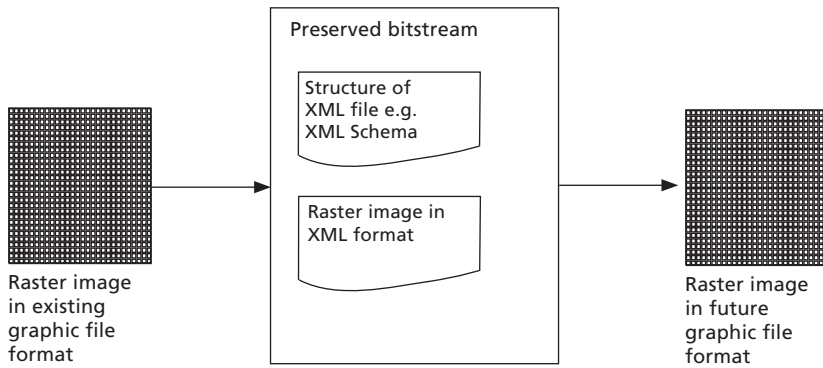 Preserved bitstream
Structure of
XML file e.g.
XML Schema
Raster image in
XML format
Raster image
in existing
graphic file
format
Raster image
in future
graphic file
format